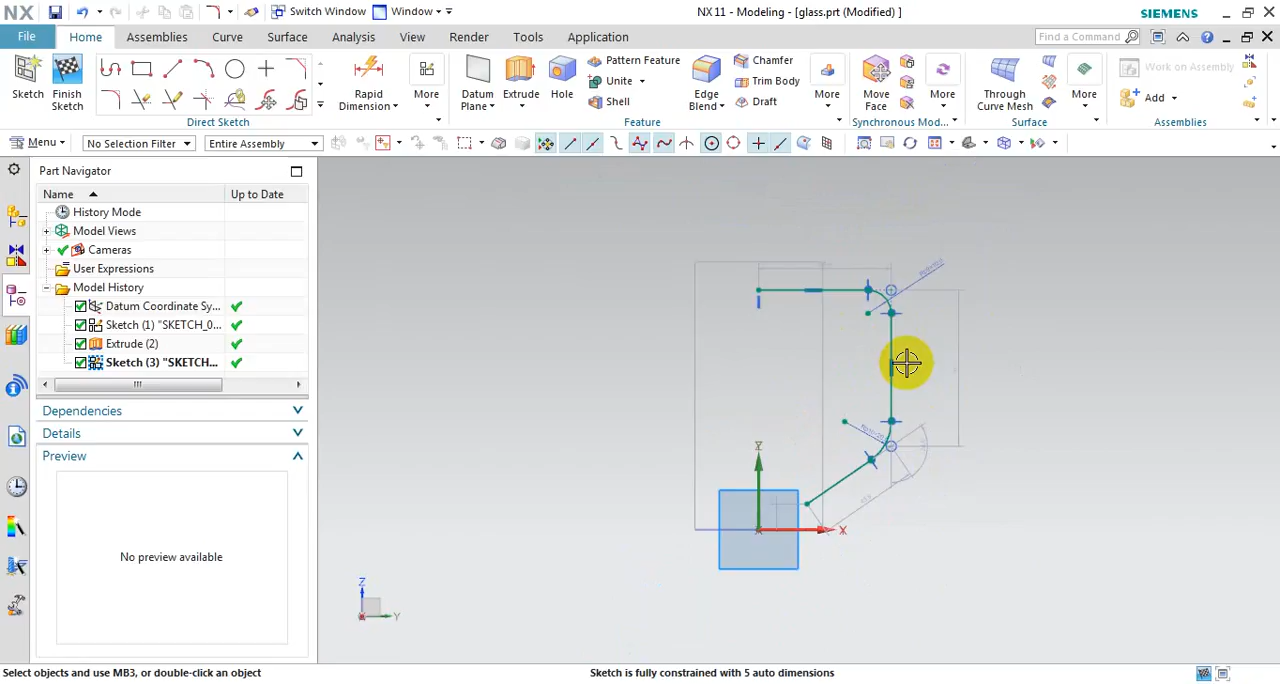 NX
Switch Window
Window
NX 11 - Modeling - [glass.prt (Modified) ]
SIEMENS
File
Home
Assemblies
Curve
Surface
Analysis
View
Render
Tools
Application
Find a Command
Sketch
Finish
Sketch
Rapid
Dimension
More
Datum
Plane
Extrude
Hole
Pattern Feature
Unite
Shell
Edge
Blend
Chamfer
Trim Body
Draft
More
Move
Face
More
Through
Curve Mesh
More
Work on Assembly
Add
Direct Sketch
Feature
Synchronous Mod...
Surface
Assemblies
Menu
No Selection Filter
Entire Assembly
Part Navigator
Name
Up to Date
History Mode
Model Views
Cameras
User Expressions
Model History
Datum Coordinate Sy...
Sketch (1) "SKETCH_0...
Extrude (2)
Sketch (3) "SKETCH...
Dependencies
Details
Preview
No preview available
Z
X
Z
Y
Select objects and use MB3, or double-click an object
Sketch is fully constrained with 5 auto dimensions